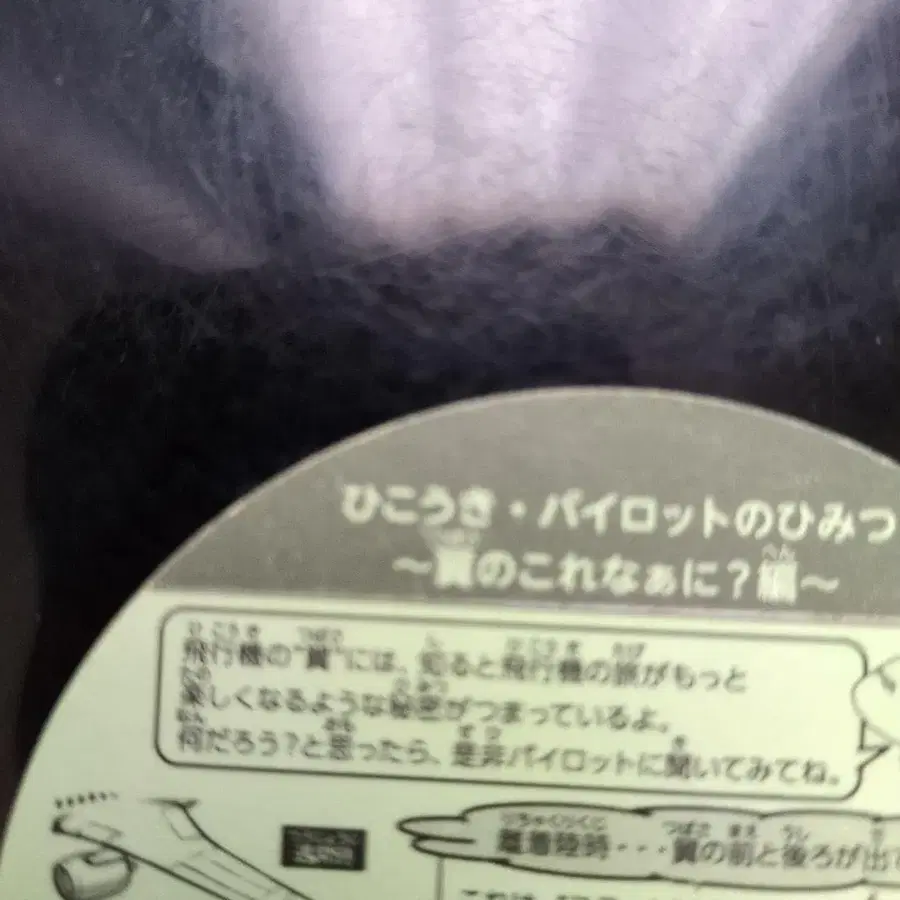 ひこうき・パイロットのひみつ
〜翼のこれなぁに？編〜
飛行機の"翼"には、知ると飛行機の旅がもっと
楽しくなるような秘密がつまっているよ。
何だろう?と思ったら、是非パイロットに聞いてみてね。
離着陸時・・・翼の前と後ろが出